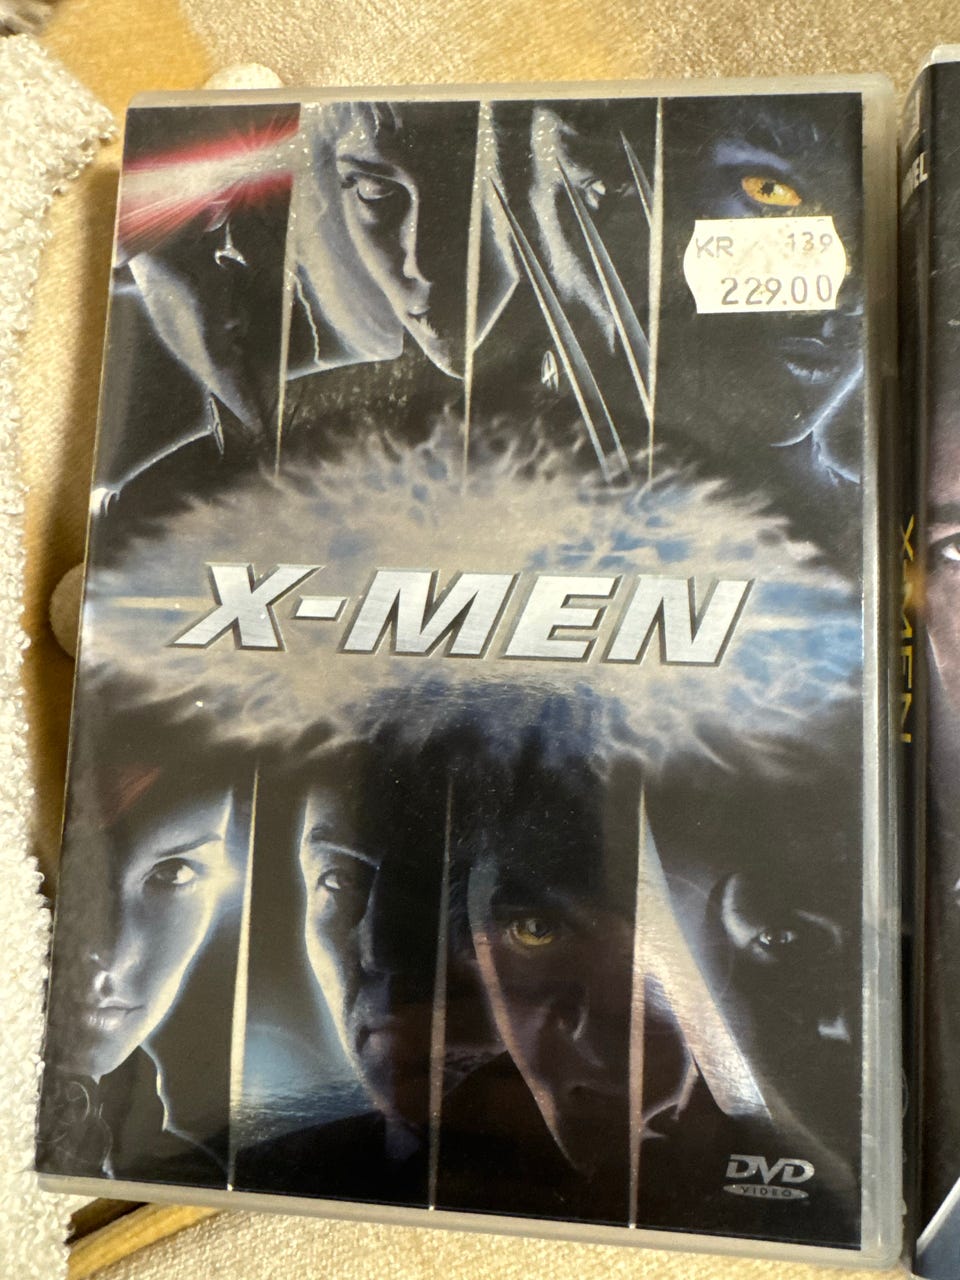 KR 139
229.00
X-MEN
DVD
VIDEO
X-MEN